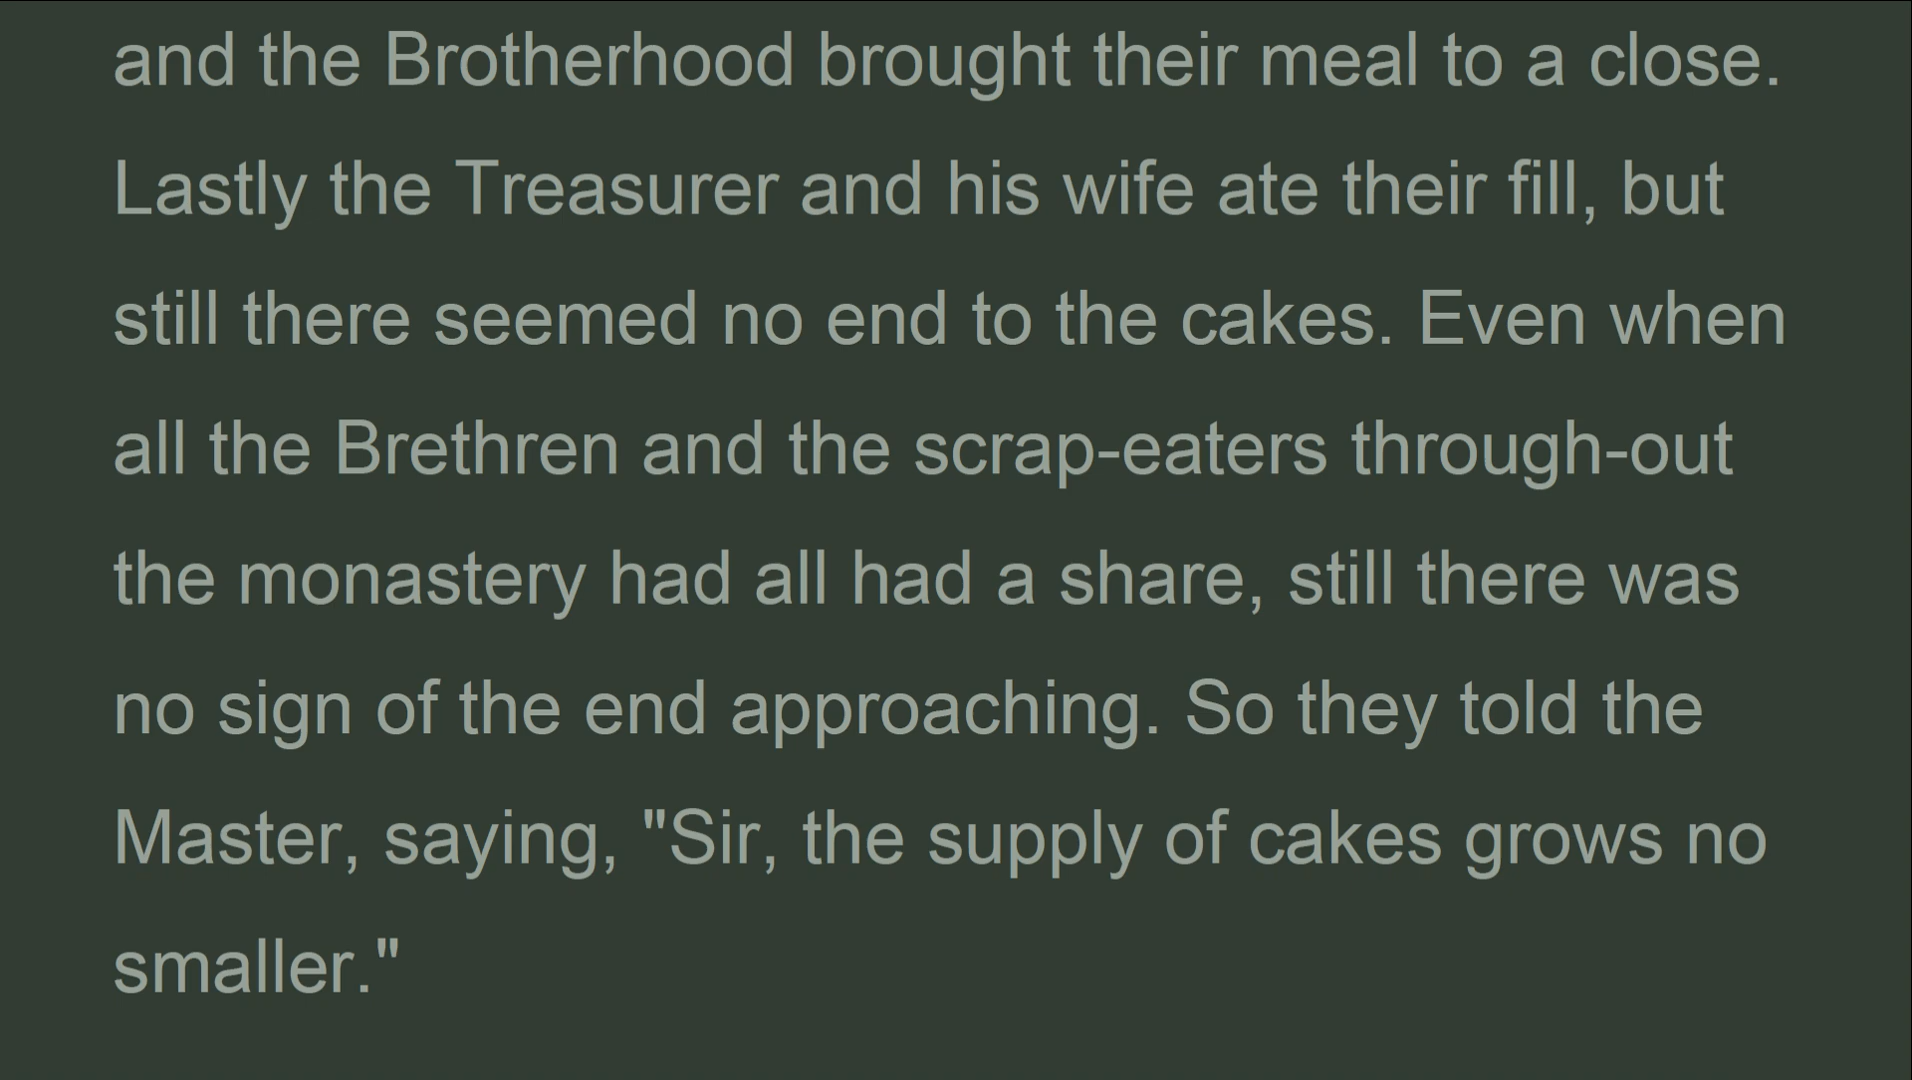 and the Brotherhood brought their meal to a close.
Lastly the Treasurer and his wife ate their fill, but
still there seemed no end to the cakes. Even when
all the Brethren and the scrap-eaters through-out
the monastery had all had a share, still there was
no sign of the end approaching. So they told the
Master, saying, "Sir, the supply of cakes grows no
smaller."